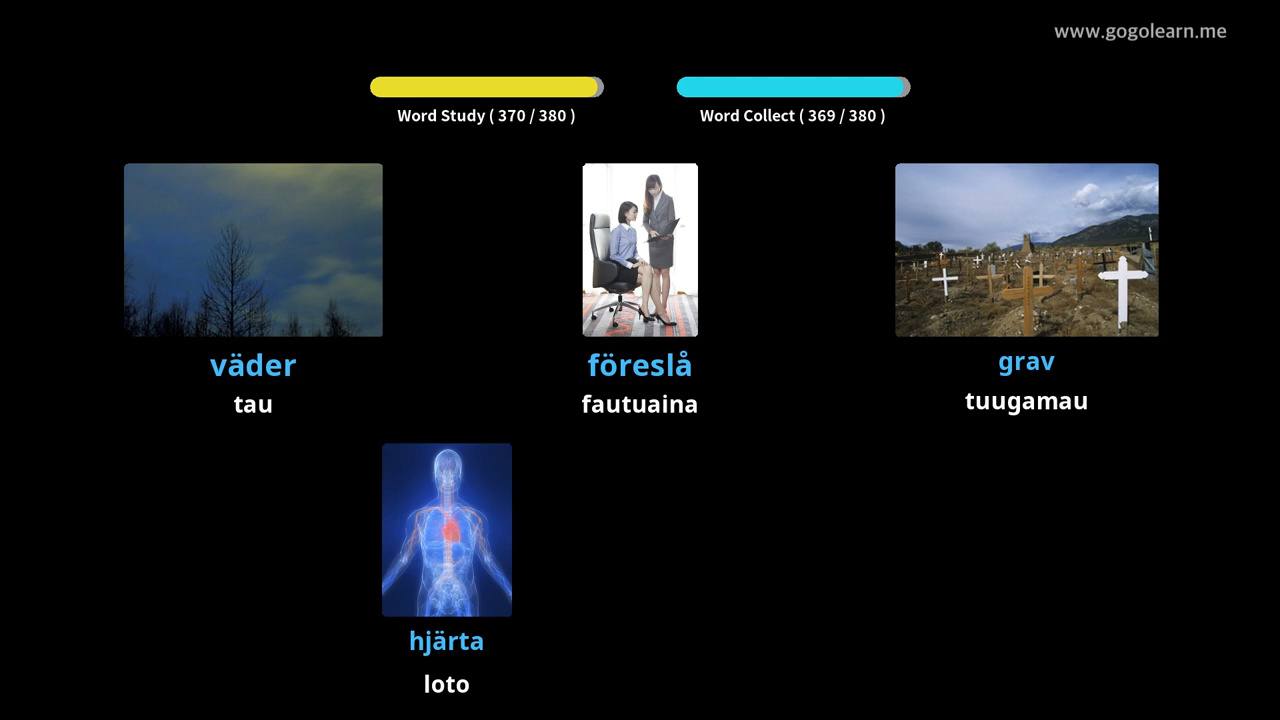 www.gogolearn.me
Word Study ( 370 / 380 )
Word Collect ( 369 / 380 )
väder
tau
föreslå
fautuaina
grav
tuugamau
hjärta
loto